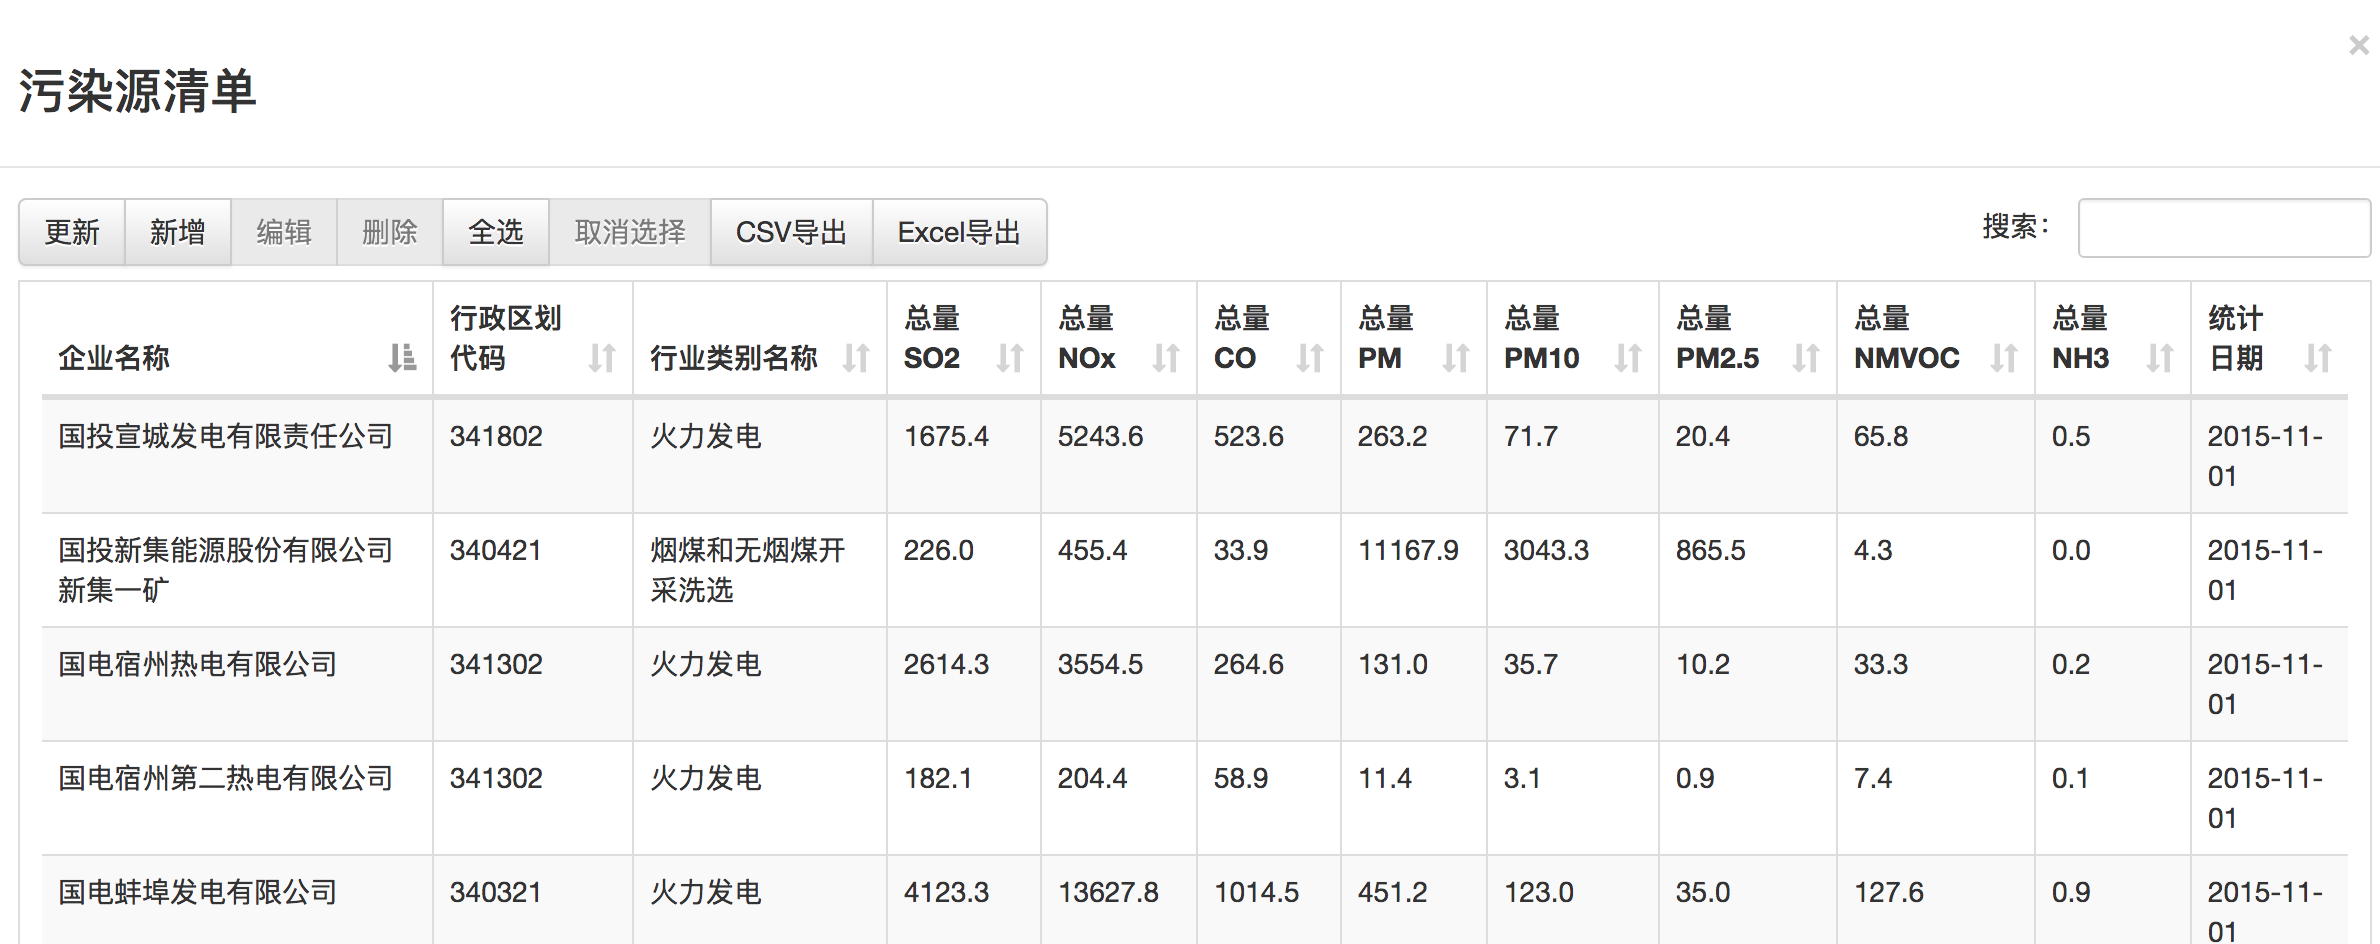 ×
污染源清单
更新 新增 编辑 删除 全选 取消选择 CSV导出 Excel导出 搜索：
企业名称 行政区划代码 行业类别名称 总量SO2 总量NOx 总量CO 总量PM 总量PM10 总量PM2.5 总量NMVOC 总量NH3 统计日期
国投宣城发电有限责任公司 341802 火力发电 1675.4 5243.6 523.6 263.2 71.7 20.4 65.8 0.5 2015-11-01
国投新集能源股份有限公司新集一矿 340421 烟煤和无烟煤开采洗选 226.0 455.4 33.9 11167.9 3043.3 865.5 4.3 0.0 2015-11-01
国电宿州热电有限公司 341302 火力发电 2614.3 3554.5 264.6 131.0 35.7 10.2 33.3 0.2 2015-11-01
国电宿州第二热电有限公司 341302 火力发电 182.1 204.4 58.9 11.4 3.1 0.9 7.4 0.1 2015-11-01
国电蚌埠发电有限公司 340321 火力发电 4123.3 13627.8 1014.5 451.2 123.0 35.0 127.6 0.9 2015-11-01